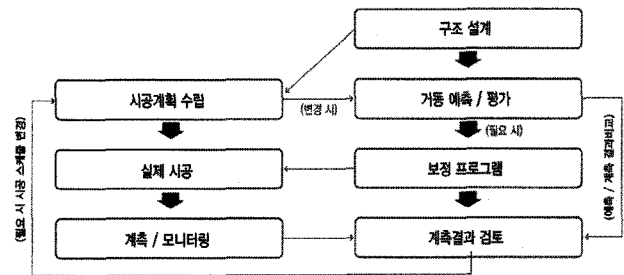 구조 설계
시공계획 수립
(변경 시)
거동 예측 / 평가
(필요 시)
실제 시공
보정 프로그램
계측 / 모니터링
계측결과 검토
(필요 시 시공 스케쥴 변경)
(예측 / 계측 결과비교)